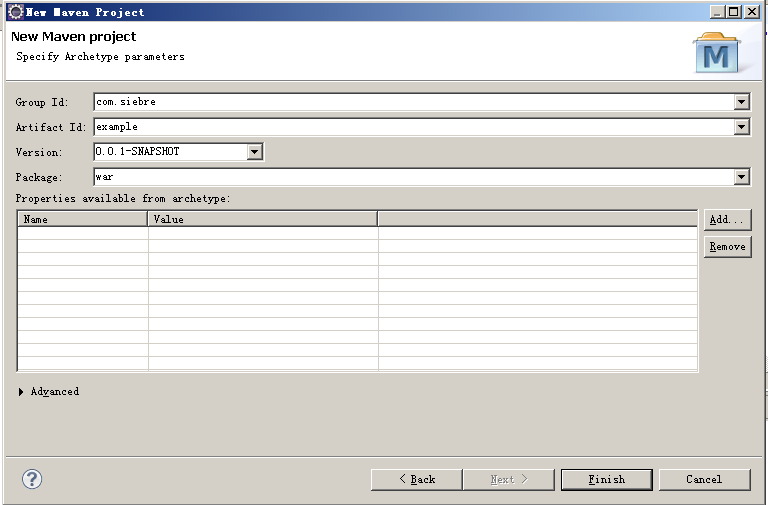 New Maven Project
New Maven project
Specify Archetype parameters
M
Group Id: com.siebre
Artifact Id: example
Version: 0.0.1-SNAPSHOT
Package: war
Properties available from archetype:
Name Value
Add...
Remove
Advanced
?
< Back Next > Finish Cancel